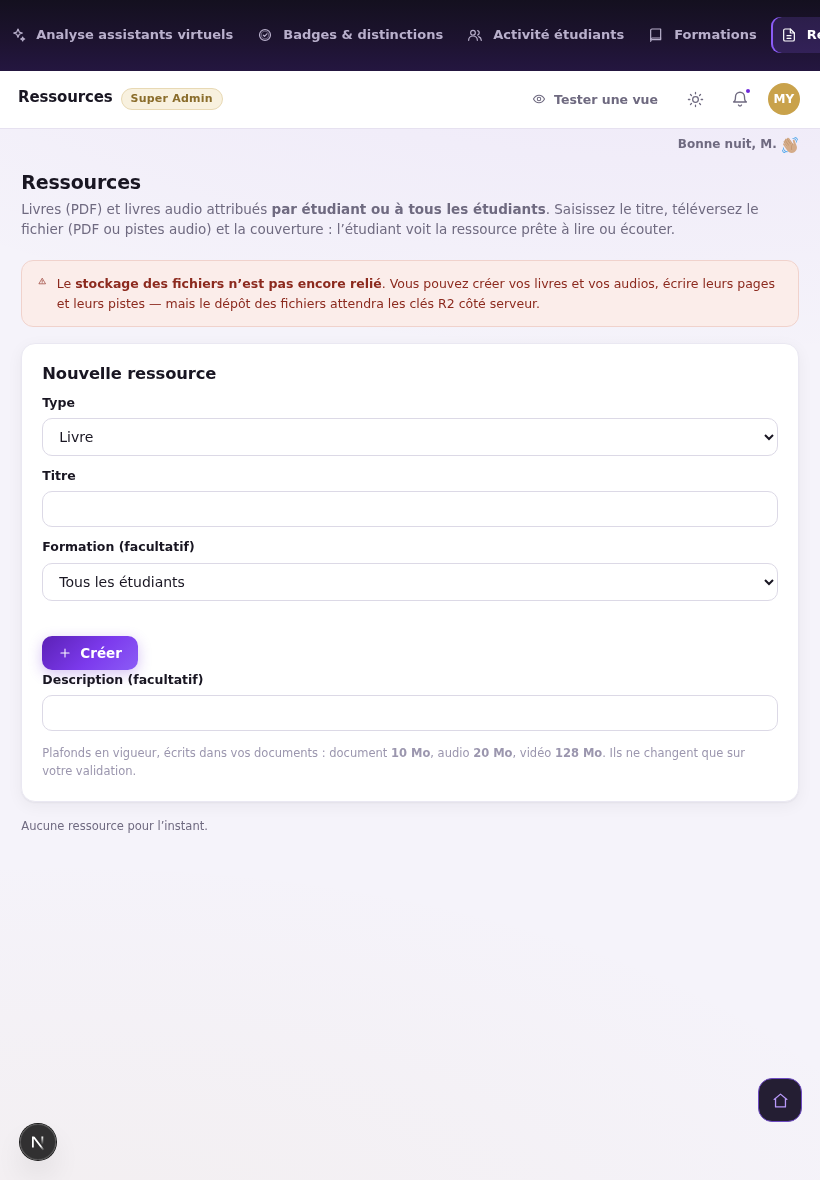 Analyse assistants virtuels
Badges & distinctions
Activité étudiants
Formations
Ressources
Super Admin
Tester une vue
MY
Bonne nuit, M. 👋
Ressources
Livres (PDF) et livres audio attribués par étudiant ou à tous les étudiants. Saisissez le titre, téléversez le
fichier (PDF ou pistes audio) et la couverture : l’étudiant voit la ressource prête à lire ou écouter.
Le stockage des fichiers n’est pas encore relié. Vous pouvez créer vos livres et vos audios, écrire leurs pages
et leurs pistes — mais le dépôt des fichiers attendra les clés R2 côté serveur.
Nouvelle ressource
Type
Livre
Titre
Formation (facultatif)
Tous les étudiants
Créer
Description (facultatif)
Plafonds en vigueur, écrits dans vos documents : document 10 Mo, audio 20 Mo, vidéo 128 Mo. Ils ne changent que sur
votre validation.
Aucune ressource pour l’instant.
N